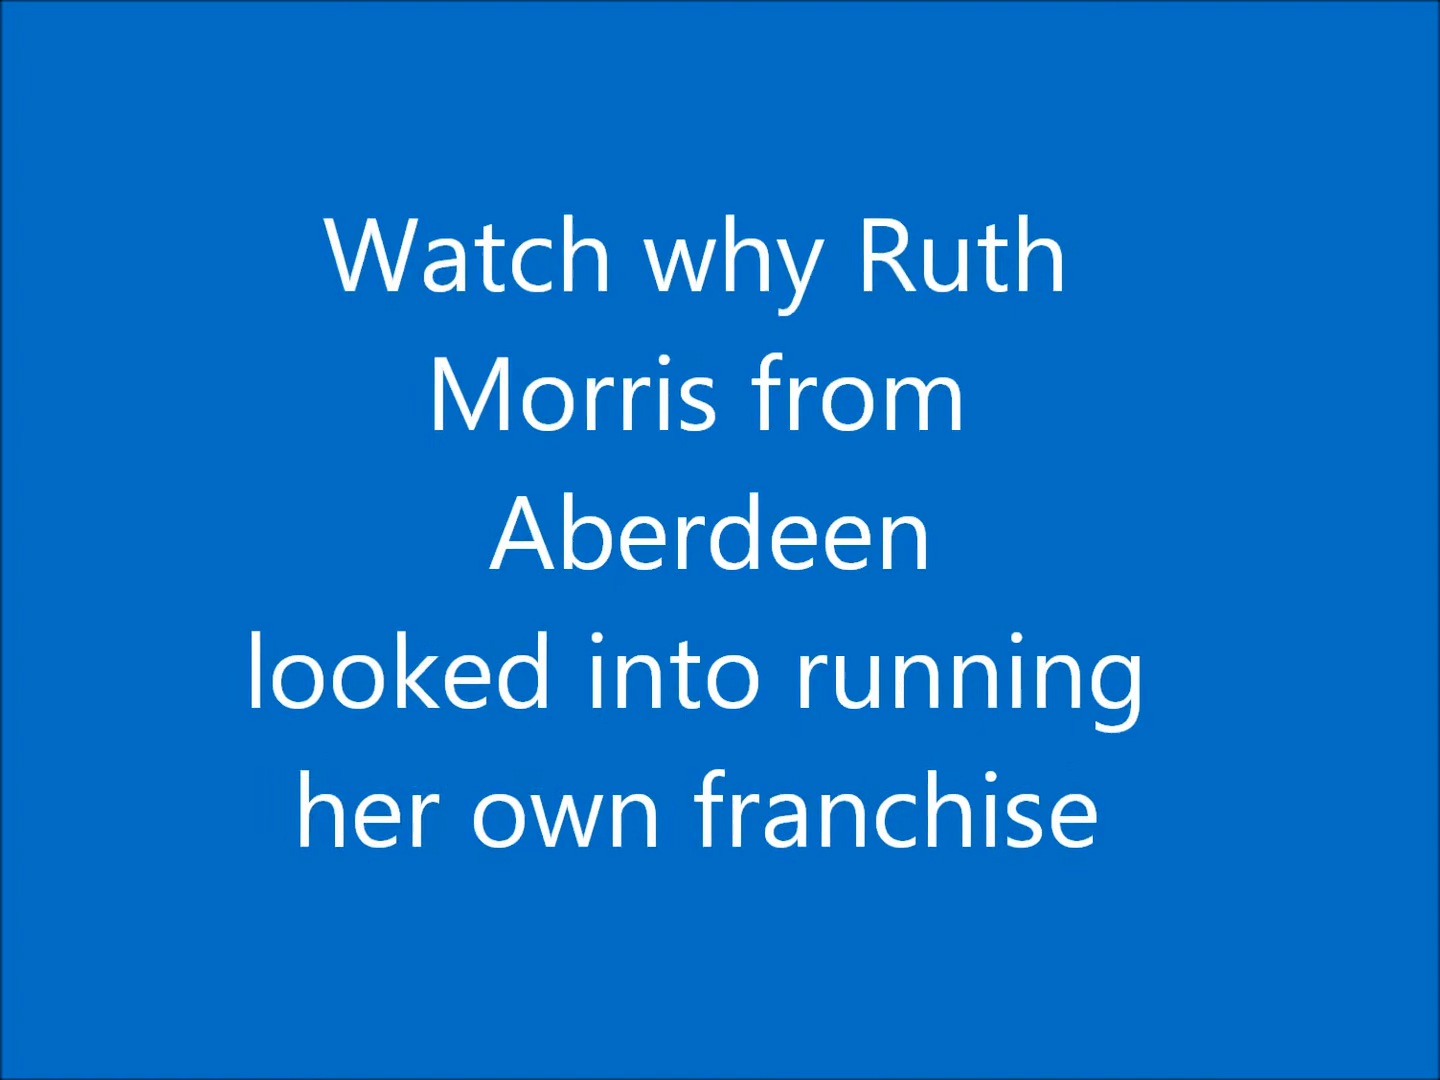 Watch why Ruth
Morris from
Aberdeen
looked into running
her own franchise